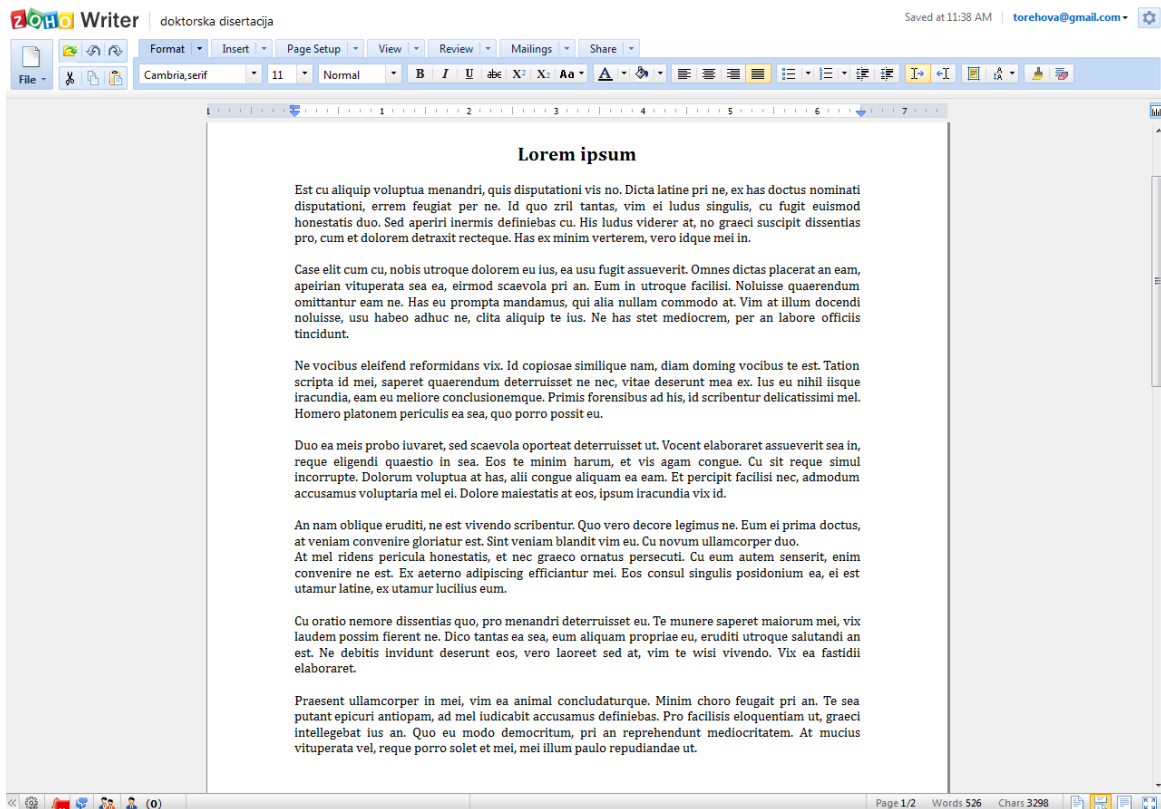 ZOHO Writer doktorska disertacija Saved at 11:38 AM torehova@gmail.com
File Format Insert Page Setup View Review Mailings Share
Cambria,serif 11 Normal B I U abc X² X₂ Aa A
1 1 2 3 4 5 6 7
Lorem ipsum
Est cu aliquip voluptua menandri, quis disputationi vis no. Dicta latine pri ne, ex has doctus nominati
disputationi, errem feugiat per ne. Id quo zril tantas, vim ei ludus singulis, cu fugit euismod
honestatis duo. Sed aperiri inermis definiebas cu. His ludus viderer at, no graeci suscipit dissentias
pro, cum et dolorem detraxit recteque. Has ex minim verterem, vero idque mei in.
Case elit cum cu, nobis utroque dolorem eu ius, ea usu fugit assueverit. Omnes dictas placerat an eam,
apeirian vituperata sea ea, eirmod scaevola pri an. Eum in utroque facilisi. Noluisse quaerendum
omittantur eam ne. Has eu prompta mandamus, qui alia nullam commodo at. Vim at illum docendi
noluisse, usu habeo adhuc ne, clita aliquip te ius. Ne has stet mediocrem, per an labore officiis
tincidunt.
Ne vocibus eleifend reformidans vix. Id copiosae similique nam, diam doming vocibus te est. Tation
scripta id mei, saperet quaerendum deterruisset ne nec, vitae deserunt mea ex. Ius eu nihil iisque
iracundia, eam eu meliore conclusionemque. Primis forensibus ad his, id scribentur delicatissimi mel.
Homero platonem periculis ea sea, quo porro possit eu.
Duo ea meis probo iuvaret, sed scaevola oporteat deterruisset ut. Vocent elaboraret assueverit sea in,
reque eligendi quaestio in sea. Eos te minim harum, et vis agam congue. Cu sit reque simul
incorrupte. Dolorum voluptua at has, alii congue aliquam ea eam. Et percipit facilisi nec, admodum
accusamus voluptaria mel ei. Dolore maiestatis at eos, ipsum iracundia vix id.
An nam oblique eruditi, ne est vivendo scribentur. Quo vero decore legimus ne. Eum ei prima doctus,
at veniam convenire gloriatur est. Sint veniam blandit vim eu. Cu novum ullamcorper duo.
At mel ridens pericula honestatis, et nec graeco ornatus persecuti. Cu eum autem senserit, enim
convenire ne est. Ex aeterno adipiscing efficiantur mei. Eos consul singulis posidonium ea, ei est
utamur latine, ex utamur lucilius eum.
Cu oratio nemore dissentias quo, pro menandri deterruisset eu. Te munere saperet maiorum mei, vix
laudem possim fierent ne. Dico tantas ea sea, eum aliquam propriae eu, eruditi utroque salutandi an
est. Ne debitis invidunt deserunt eos, vero laoreet sed at, vim te wisi vivendo. Vix ea fastidii
elaboraret.
Praesent ullamcorper in mei, vim ea animal concludaturque. Minim choro feugait pri an. Te sea
putant epicuri antiopam, ad mel iudicabit accusamus definiebas. Pro facilisis eloquentiam ut, graeci
intellegebat ius an. Quo eu modo democritum, pri an reprehendunt mediocritatem. At mucius
vituperata vel, reque porro solet et mei, mei illum paulo repudiandae ut.
(0) Page 1/2 Words 526 Chars 3298